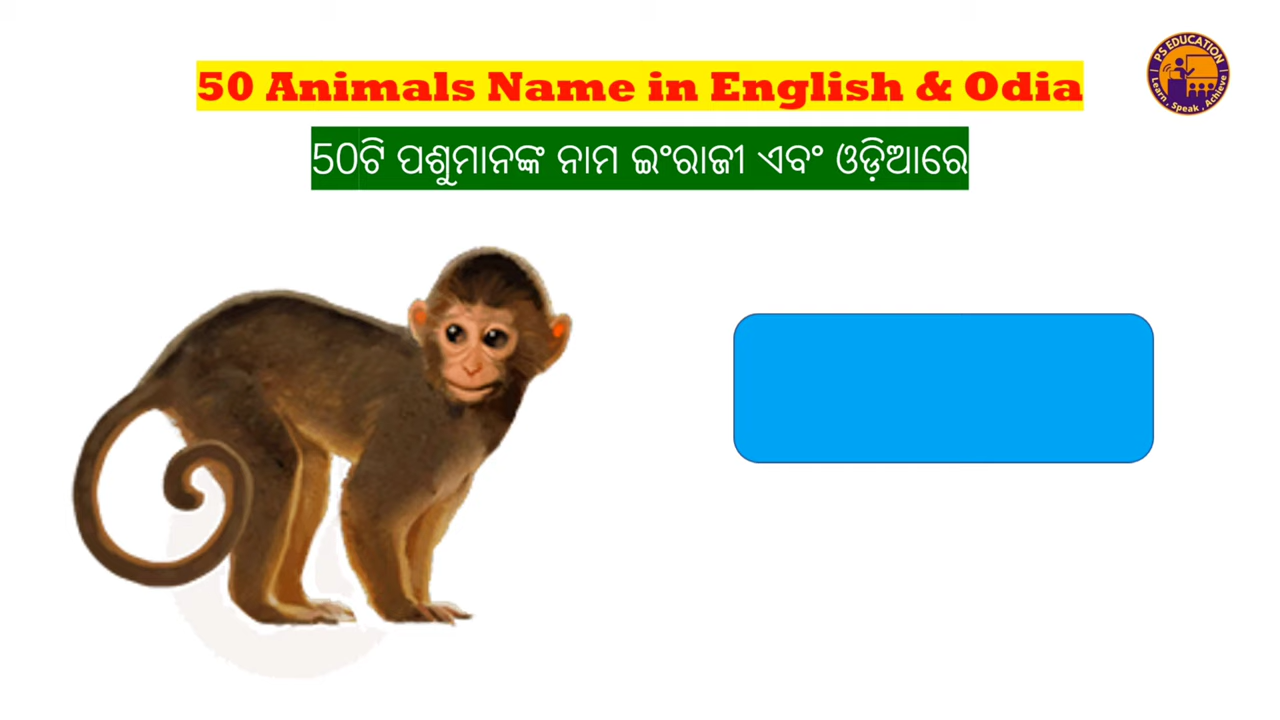 50 Animals Name in English & Odia
50ଟି ପଶୁମାନଙ୍କ ନାମ ଇଂରାଜୀ ଏବଂ ଓଡ଼ିଆରେ
PS EDUCATION
Learn , Speak , Achieve